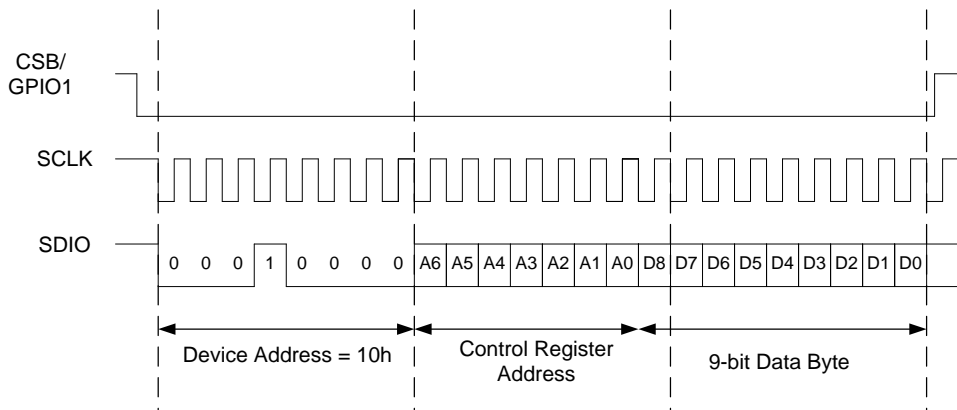 CSB/
GPIO1
SCLK
SDIO
0 0 0 1 0 0 0 0 A6 A5 A4 A3 A2 A1 A0 D8 D7 D6 D5 D4 D3 D2 D1 D0
Device Address = 10h
Control Register
Address
9-bit Data Byte